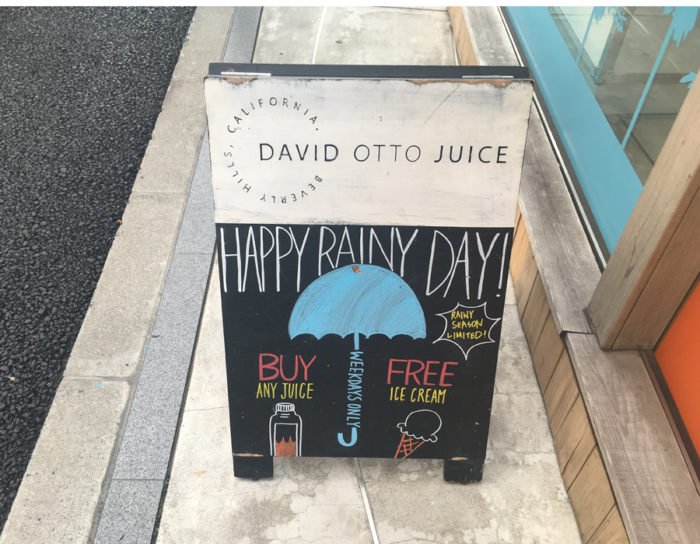 CALIFORNIA.
BEVERLY HILLS,
DAVID OTTO JUICE
HAPPY RAINY DAY!
RAINY
SEASON
LIMITED!
BUY
ANY JUICE
WEEKDAYS ONLY
FREE
ICE CREAM